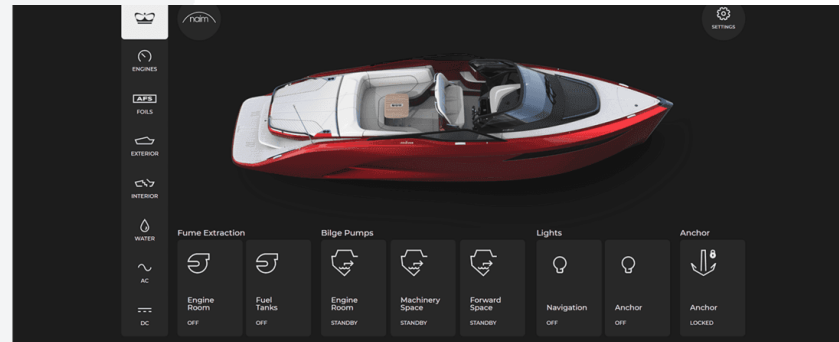 naim
SETTINGS
ENGINES
AFS
FOILS
EXTERIOR
INTERIOR
WATER
AC
DC
Fume Extraction
Engine
Room
OFF
Fuel
Tanks
OFF
Bilge Pumps
Engine
Room
STANDBY
Machinery
Space
STANDBY
Forward
Space
STANDBY
Lights
Navigation
OFF
Anchor
OFF
Anchor
Anchor
LOCKED